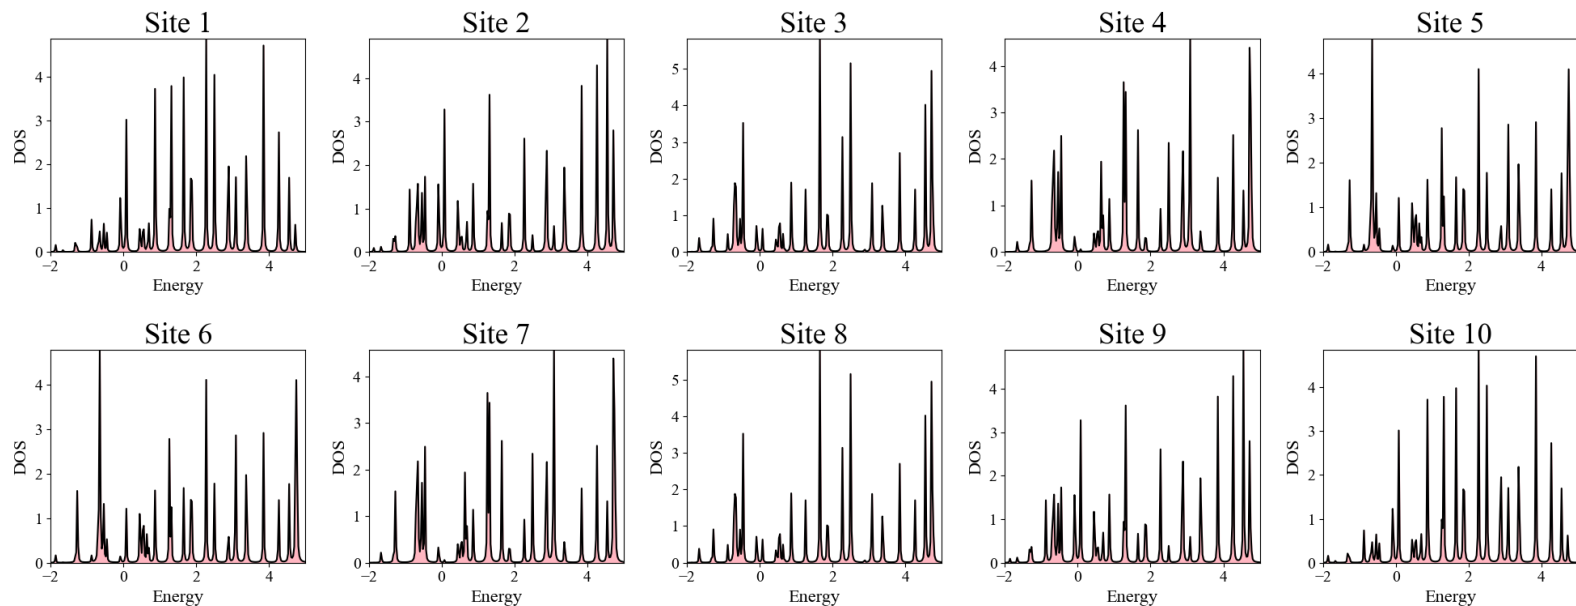 Site 1 Site 2 Site 3 Site 4 Site 5
DOS 0 1 2 3 4
−2 0 2 4
Energy
DOS 0 1 2 3 4
−2 0 2 4
Energy
DOS 0 1 2 3 4 5
−2 0 2 4
Energy
DOS 0 1 2 3 4
−2 0 2 4
Energy
DOS 0 1 2 3 4
−2 0 2 4
Energy
Site 6 Site 7 Site 8 Site 9 Site 10
DOS 0 1 2 3 4
−2 0 2 4
Energy
DOS 0 1 2 3 4
−2 0 2 4
Energy
DOS 0 1 2 3 4 5
−2 0 2 4
Energy
DOS 0 1 2 3 4
−2 0 2 4
Energy
DOS 0 1 2 3 4
−2 0 2 4
Energy